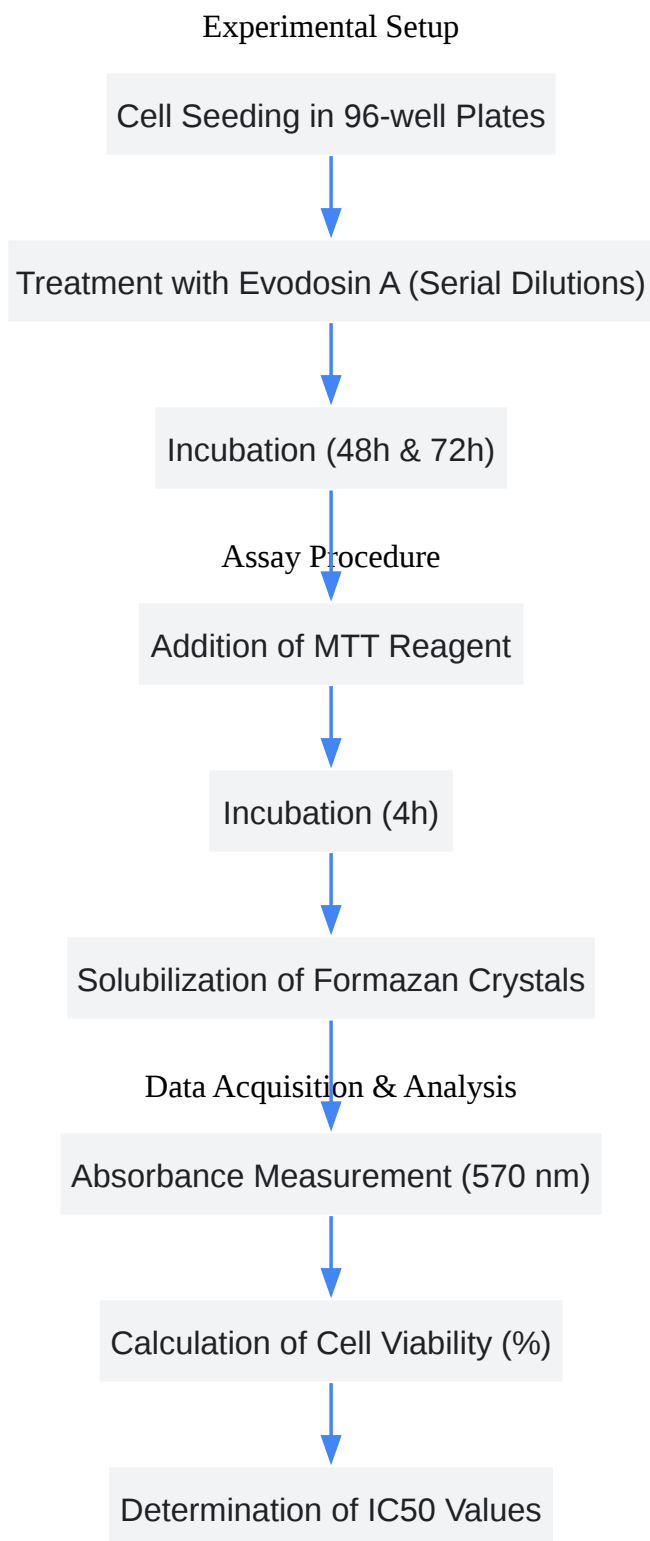 Experimental Setup
Cell Seeding in 96-well Plates
Treatment with Evodosin A (Serial Dilutions)
Incubation (48h & 72h)
Assay Procedure
Addition of MTT Reagent
Incubation (4h)
Solubilization of Formazan Crystals
Data Acquisition & Analysis
Absorbance Measurement (570 nm)
Calculation of Cell Viability (%)
Determination of IC50 Values